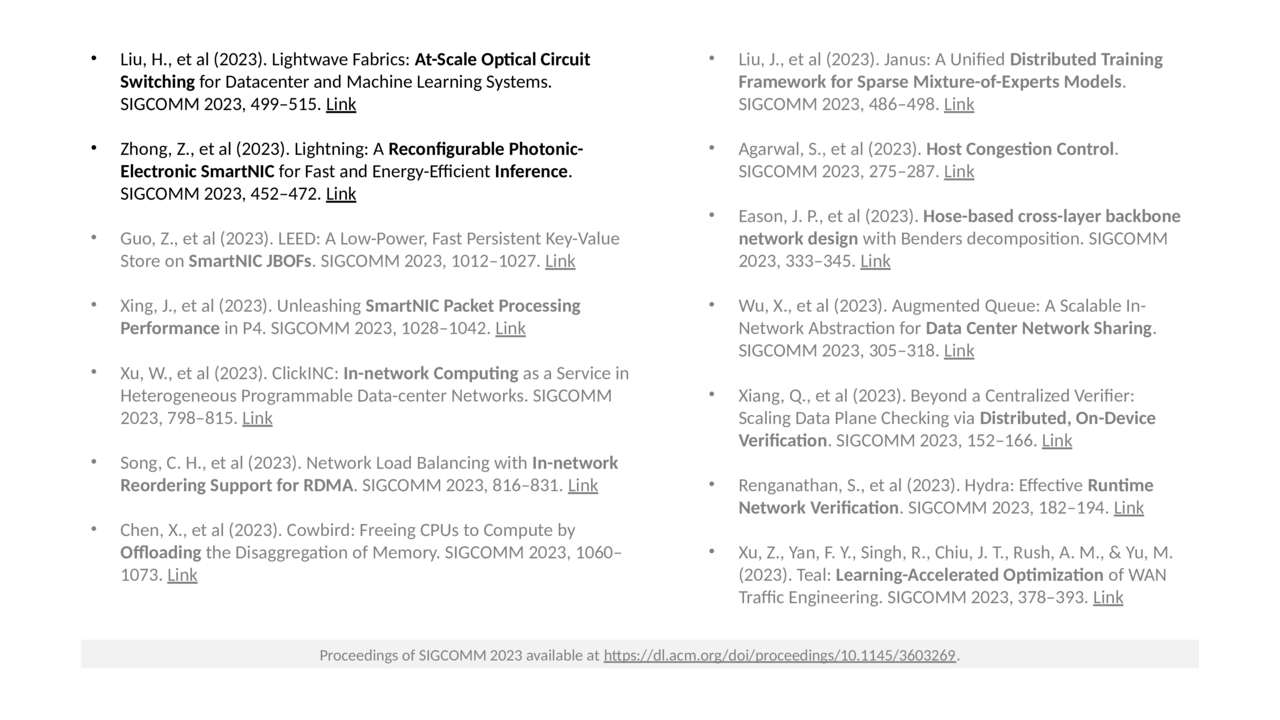 • Liu, H., et al (2023). Lightwave Fabrics: At-Scale Optical Circuit
Switching for Datacenter and Machine Learning Systems.
SIGCOMM 2023, 499–515. Link
• Zhong, Z., et al (2023). Lightning: A Reconfigurable Photonic-
Electronic SmartNIC for Fast and Energy-Efficient Inference.
SIGCOMM 2023, 452–472. Link
• Guo, Z., et al (2023). LEED: A Low-Power, Fast Persistent Key-Value
Store on SmartNIC JBOFs. SIGCOMM 2023, 1012–1027. Link
• Xing, J., et al (2023). Unleashing SmartNIC Packet Processing
Performance in P4. SIGCOMM 2023, 1028–1042. Link
• Xu, W., et al (2023). ClickINC: In-network Computing as a Service in
Heterogeneous Programmable Data-center Networks. SIGCOMM
2023, 798–815. Link
• Song, C. H., et al (2023). Network Load Balancing with In-network
Reordering Support for RDMA. SIGCOMM 2023, 816–831. Link
• Chen, X., et al (2023). Cowbird: Freeing CPUs to Compute by
Offloading the Disaggregation of Memory. SIGCOMM 2023, 1060–
1073. Link
• Liu, J., et al (2023). Janus: A Unified Distributed Training
Framework for Sparse Mixture-of-Experts Models.
SIGCOMM 2023, 486–498. Link
• Agarwal, S., et al (2023). Host Congestion Control.
SIGCOMM 2023, 275–287. Link
• Eason, J. P., et al (2023). Hose-based cross-layer backbone
network design with Benders decomposition. SIGCOMM
2023, 333–345. Link
• Wu, X., et al (2023). Augmented Queue: A Scalable In-
Network Abstraction for Data Center Network Sharing.
SIGCOMM 2023, 305–318. Link
• Xiang, Q., et al (2023). Beyond a Centralized Verifier:
Scaling Data Plane Checking via Distributed, On-Device
Verification. SIGCOMM 2023, 152–166. Link
• Renganathan, S., et al (2023). Hydra: Effective Runtime
Network Verification. SIGCOMM 2023, 182–194. Link
• Xu, Z., Yan, F. Y., Singh, R., Chiu, J. T., Rush, A. M., & Yu, M.
(2023). Teal: Learning-Accelerated Optimization of WAN
Traffic Engineering. SIGCOMM 2023, 378–393. Link
Proceedings of SIGCOMM 2023 available at https://dl.acm.org/doi/proceedings/10.1145/3603269.